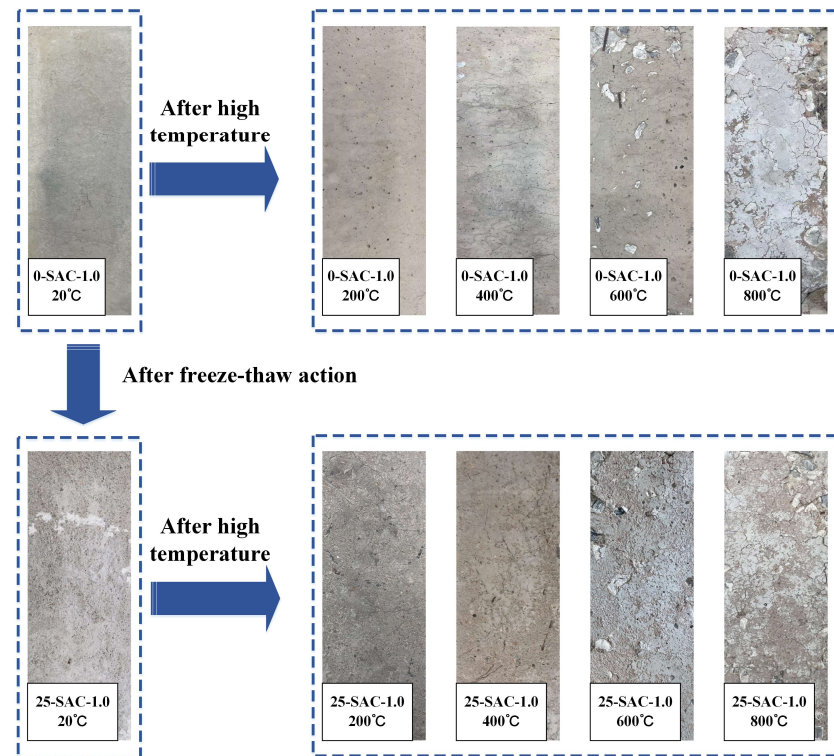 After high
temperature
0-SAC-1.0
20℃
0-SAC-1.0
200℃
0-SAC-1.0
400℃
0-SAC-1.0
600℃
0-SAC-1.0
800℃
After freeze-thaw action
After high
temperature
25-SAC-1.0
20℃
25-SAC-1.0
200℃
25-SAC-1.0
400℃
25-SAC-1.0
600℃
25-SAC-1.0
800℃